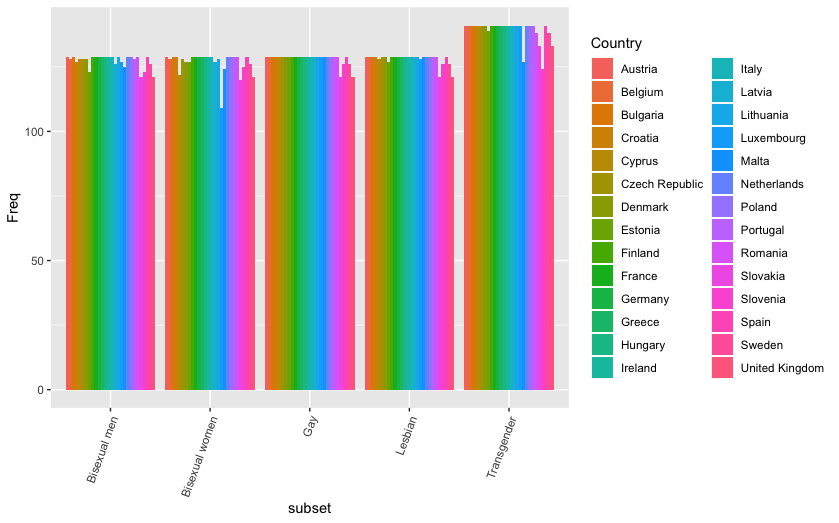 Freq
100
50
0
Bisexual men
Bisexual women
Gay
Lesbian
Transgender
subset
Country
Austria
Belgium
Bulgaria
Croatia
Cyprus
Czech Republic
Denmark
Estonia
Finland
France
Germany
Greece
Hungary
Ireland
Italy
Latvia
Lithuania
Luxembourg
Malta
Netherlands
Poland
Portugal
Romania
Slovakia
Slovenia
Spain
Sweden
United Kingdom